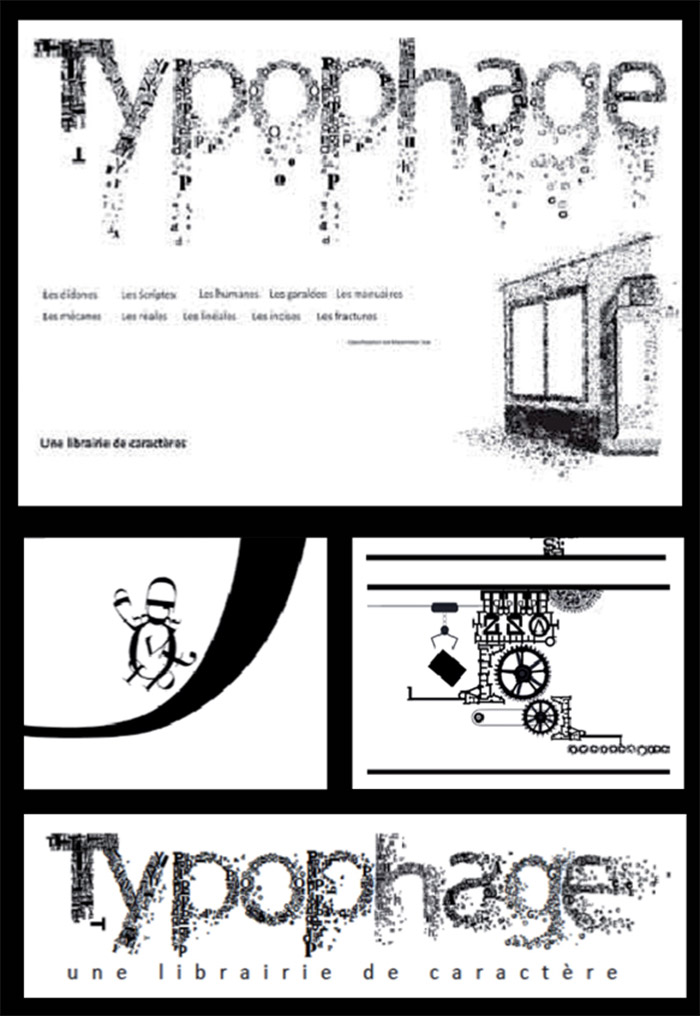 Typophage
Les didones Les Scriptes Les humanes Les garaldes Les manuaires
Les mécanes Les réales Les linéales Les incises Les fractures
Une librairie de caractères
Typophage
une librairie de caractère